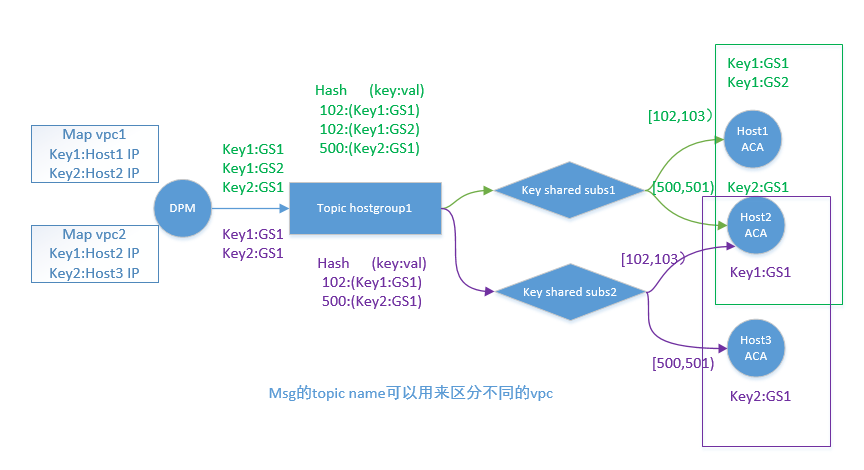 Map vpc1
Key1:Host1 IP
Key2:Host2 IP
Map vpc2
Key1:Host2 IP
Key2:Host3 IP
DPM
Key1:GS1
Key1:GS2
Key2:GS1
Key1:GS1
Key2:GS1
Hash (key:val)
102:(Key1:GS1)
102:(Key1:GS2)
500:(Key2:GS1)
Topic hostgroup1
Hash (key:val)
102:(Key1:GS1)
500:(Key2:GS1)
Key shared subs1
Key shared subs2
[102,103）
[500,501)
[102,103）
[500,501)
Key1:GS1
Key1:GS2
Host1
ACA
Key2:GS1
Host2
ACA
Key1:GS1
Host3
ACA
Key2:GS1
Msg的topic name可以用来区分不同的vpc